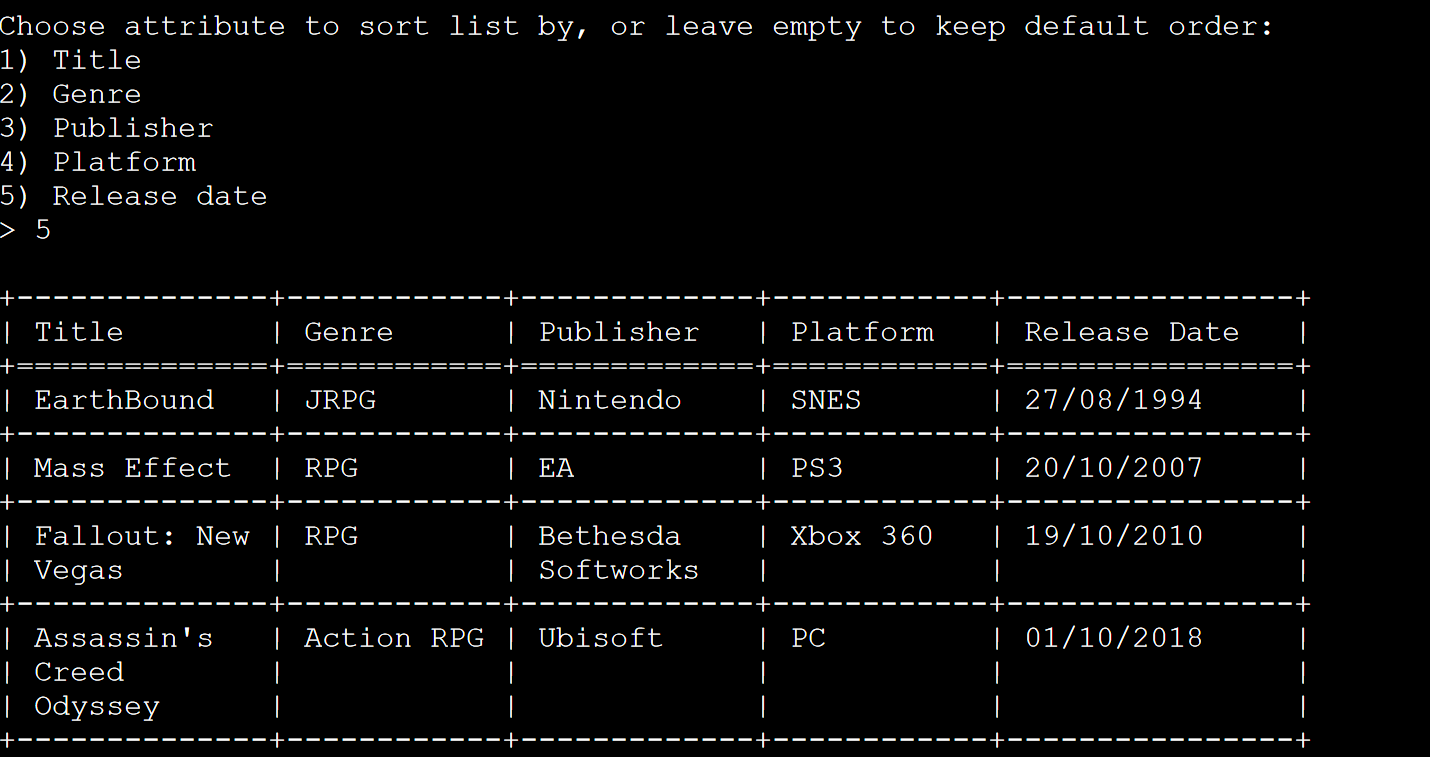 Choose attribute to sort list by, or leave empty to keep default order:
1) Title
2) Genre
3) Publisher
4) Platform
5) Release date
> 5

+--------------+------------+-------------+------------+----------------+
| Title        | Genre      | Publisher   | Platform   | Release Date   |
+==============+============+=============+============+================+
| EarthBound   | JRPG       | Nintendo    | SNES       | 27/08/1994     |
+--------------+------------+-------------+------------+----------------+
| Mass Effect  | RPG        | EA          | PS3        | 20/10/2007     |
+--------------+------------+-------------+------------+----------------+
| Fallout: New | RPG        | Bethesda    | Xbox 360   | 19/10/2010     |
| Vegas        |            | Softworks   |            |                |
+--------------+------------+-------------+------------+----------------+
| Assassin's   | Action RPG | Ubisoft     | PC         | 01/10/2018     |
| Creed        |            |             |            |                |
| Odyssey      |            |             |            |                |
+--------------+------------+-------------+------------+----------------+